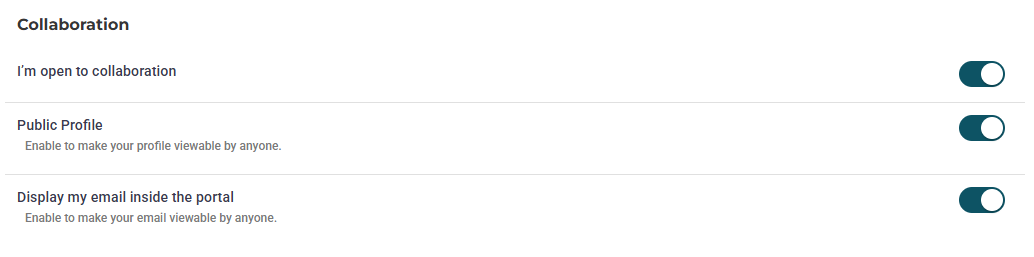 Collaboration
I’m open to collaboration
Public Profile
Enable to make your profile viewable by anyone.
Display my email inside the portal
Enable to make your email viewable by anyone.